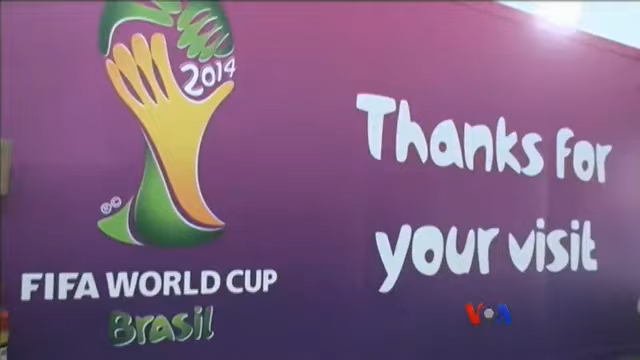 2014
®©
FIFA WORLD CUP
Brasil
Thanks for
your visit
VOA